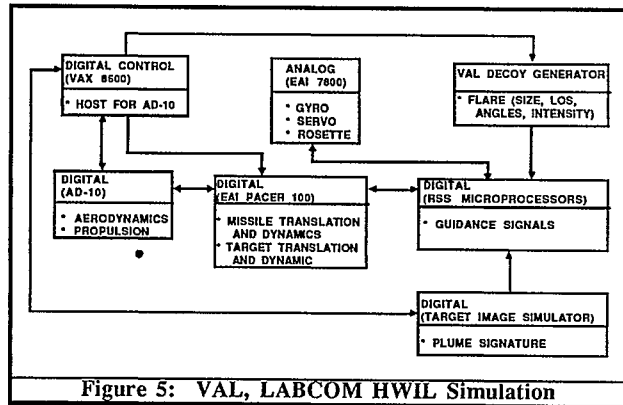 DIGITAL CONTROL
(VAX 8500)
* HOST FOR AD-10
ANALOG
(EAI 7800)
* GYRO
* SERVO
* ROSETTE
VAL DECOY GENERATOR
* FLARE (SIZE, LOS,
ANGLES, INTENSITY)
DIGITAL
(AD-10)
* AERODYNAMICS
* PROPULSION
DIGITAL
(EAI PACER 100)
* MISSILE TRANSLATION
AND DYNAMICS
* TARGET TRANSLATION
AND DYNAMIC
DIGITAL
(RSS MICROPROCESSORS)
* GUIDANCE SIGNALS
DIGITAL
(TARGET IMAGE SIMULATOR)
* PLUME SIGNATURE
Figure 5: VAL, LABCOM HWIL Simulation